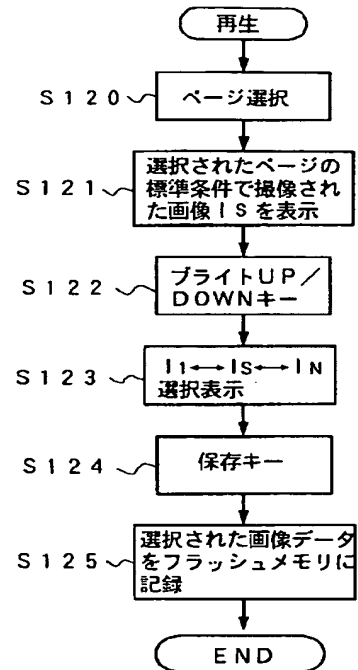 再生
S120
ページ選択
S121
選択されたページの
標準条件で撮像され
た画像ISを表示
S122
ブライトUP/
DOWNキー
S123
I1↔IS↔IN
選択表示
S124
保存キー
S125
選択された画像データ
をフラッシュメモリに
記録
END